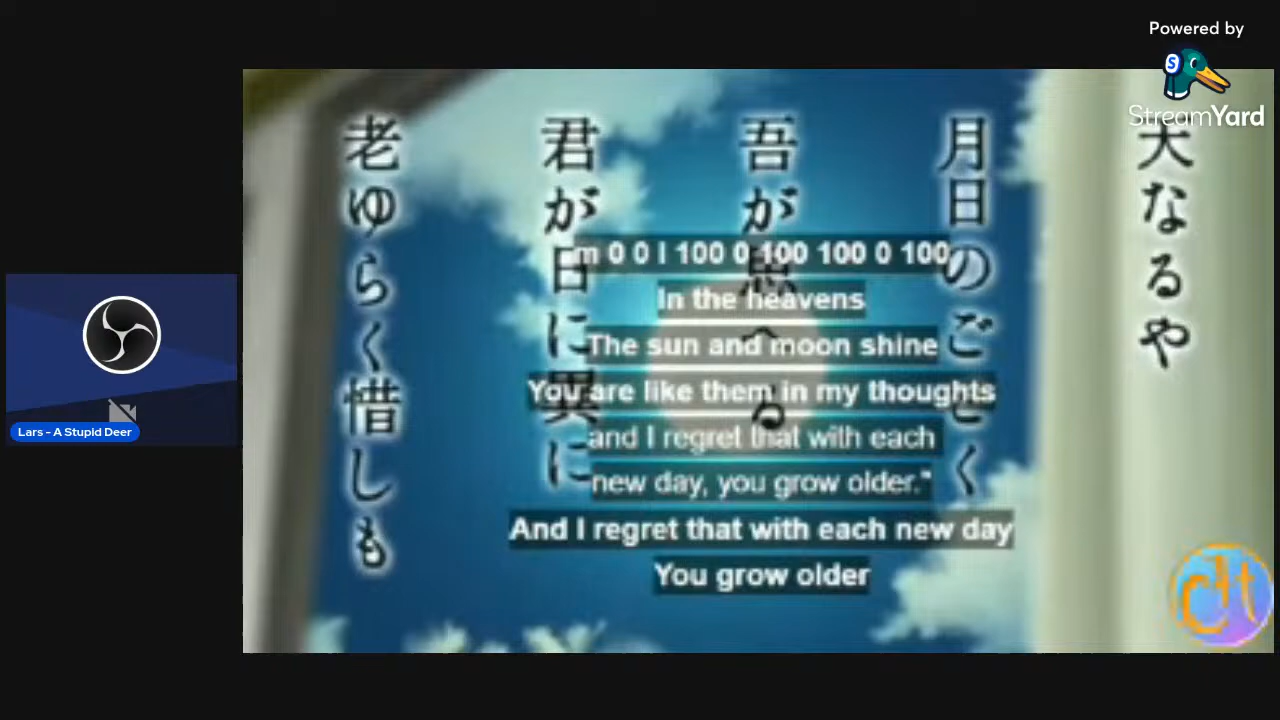 Powered by
StreamYard
天なるや
月日のごとく
吾が思へる
君が日に異に
老ゆらく惜しも
m 0 0 l 100 0 100 100 0 100
In the heavens
The sun and moon shine
You are like them in my thoughts
and I regret that with each
new day, you grow older."
And I regret that with each new day
You grow older
Lars - A Stupid Deer